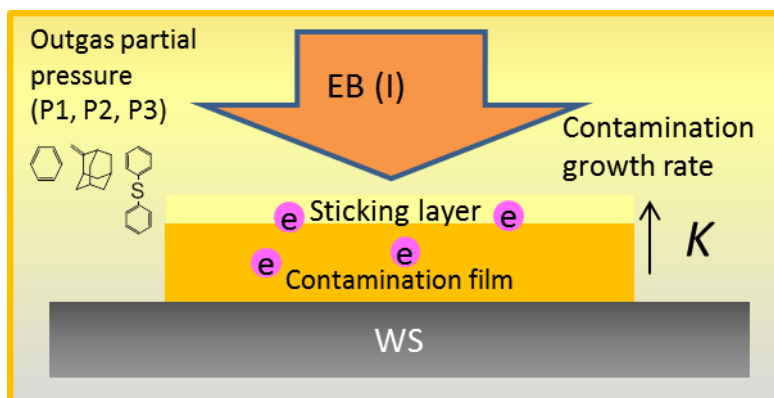 Outgas partial
pressure
(P1, P2, P3)
S
EB (I)
Contamination
growth rate
K
e
Sticking layer
e
e
e
Contamination film
WS